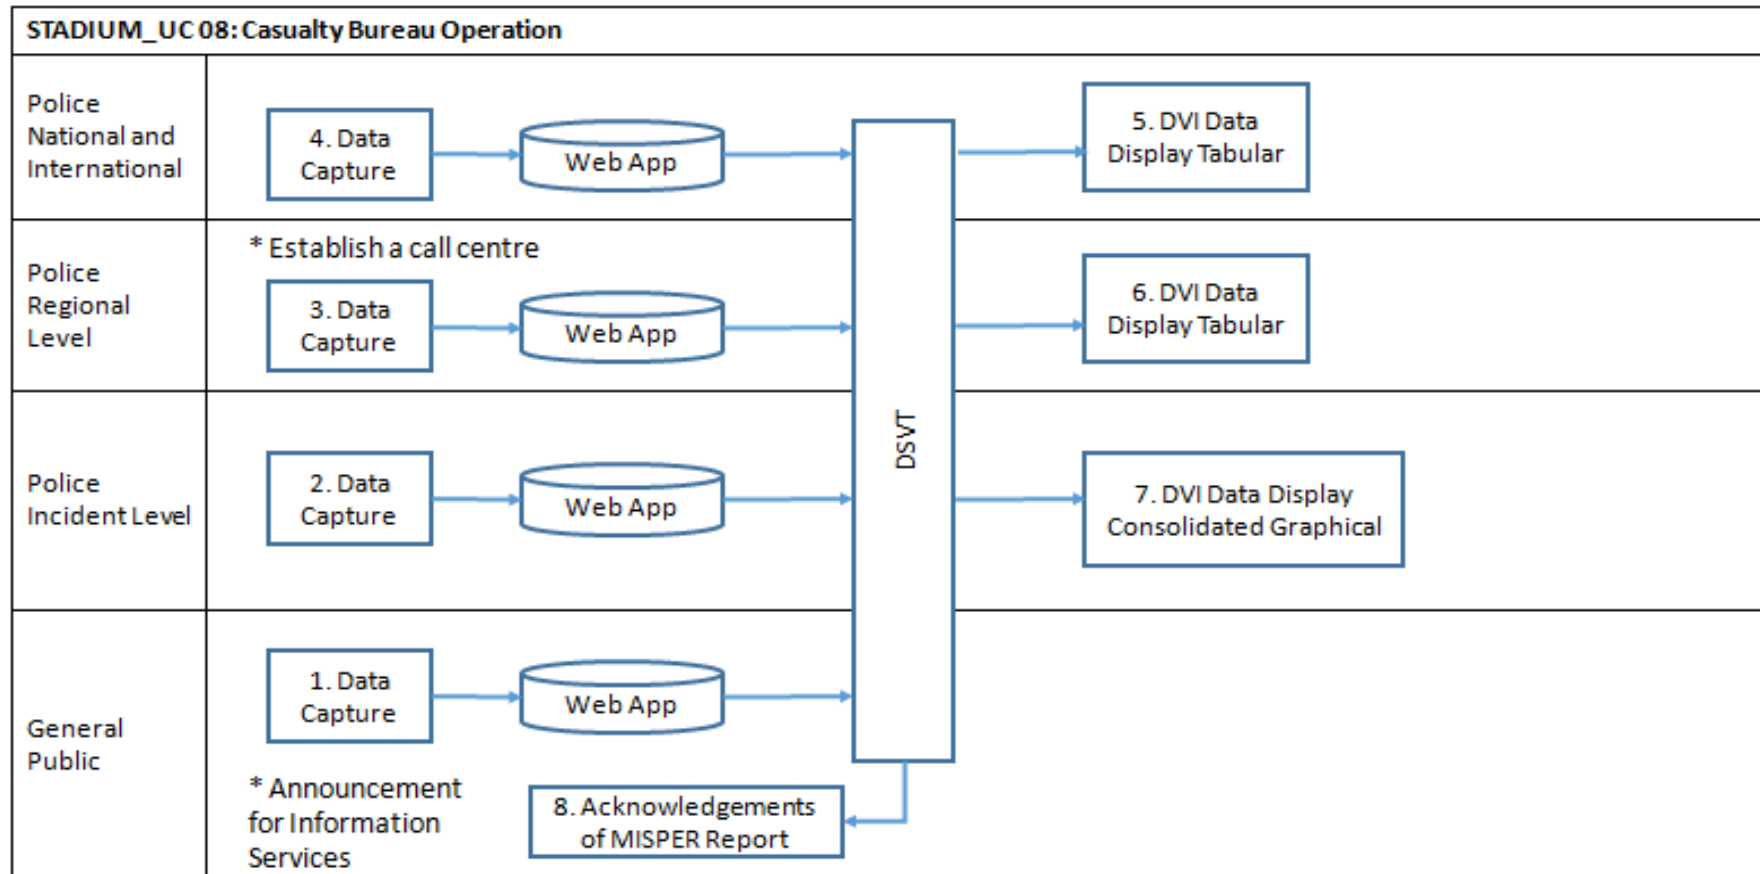 STADIUM_UC 08: Casualty Bureau Operation
Police
National and
International
4. Data
Capture
Web App
5. DVI Data
Display Tabular
Police
Regional
Level
* Establish a call centre
3. Data
Capture
Web App
6. DVI Data
Display Tabular
DSVT
Police
Incident Level
2. Data
Capture
Web App
7. DVI Data Display
Consolidated Graphical
General
Public
1. Data
Capture
Web App
* Announcement
for Information
Services
8. Acknowledgements
of MISPER Report